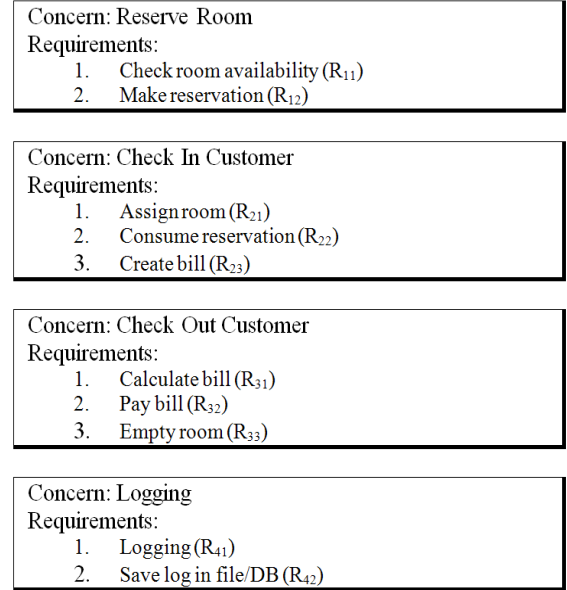 Concern: Reserve Room
Requirements:
1. Check room availability (R₁₁)
2. Make reservation (R₁₂)
Concern: Check In Customer
Requirements:
1. Assign room (R₂₁)
2. Consume reservation (R₂₂)
3. Create bill (R₂₃)
Concern: Check Out Customer
Requirements:
1. Calculate bill (R₃₁)
2. Pay bill (R₃₂)
3. Empty room (R₃₃)
Concern: Logging
Requirements:
1. Logging (R₄₁)
2. Save log in file/DB (R₄₂)